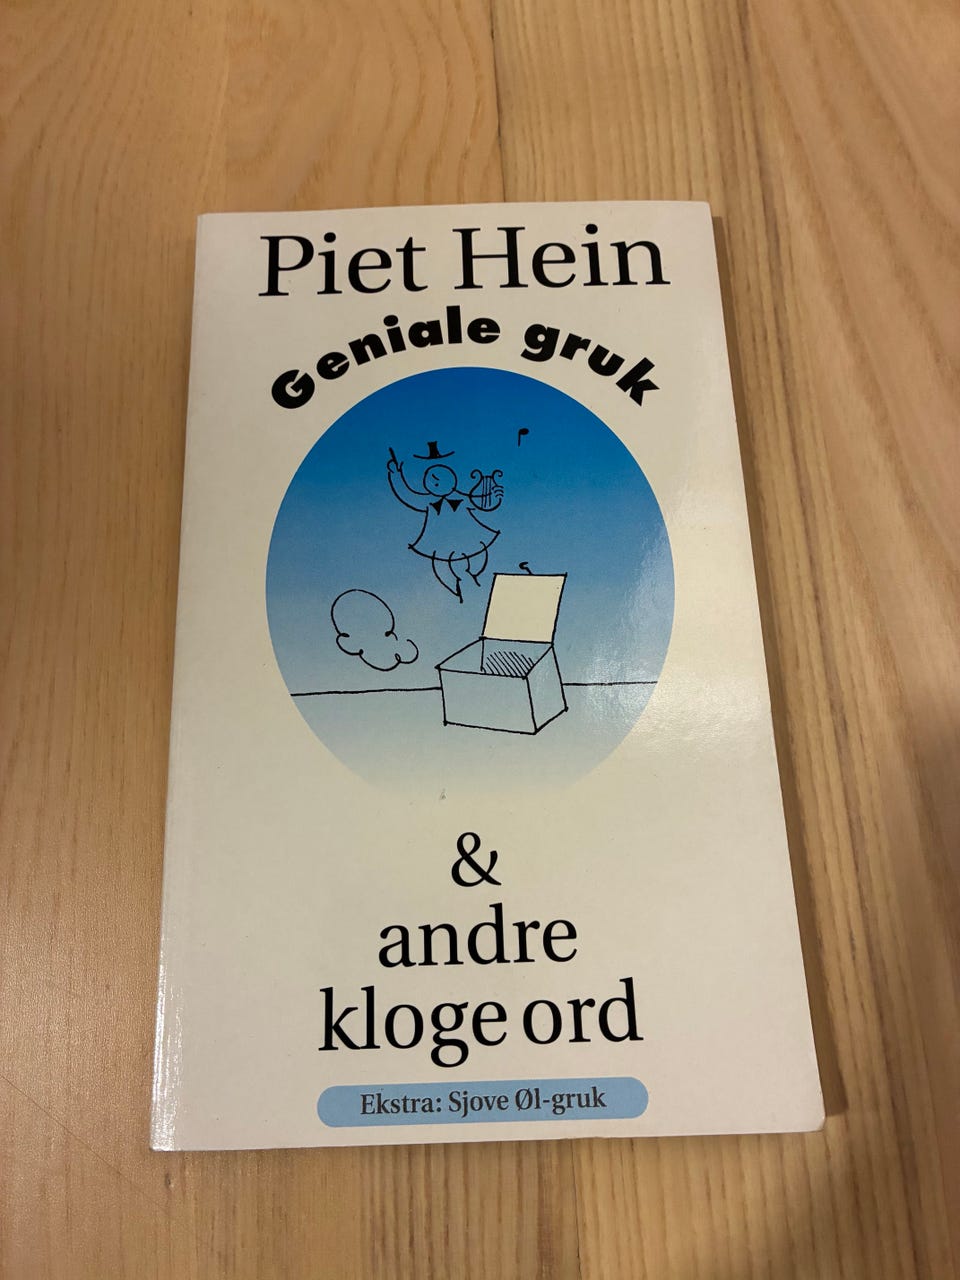 Piet Hein
Geniale gruk
&
andre
kloge ord
Ekstra: Sjove Øl-gruk